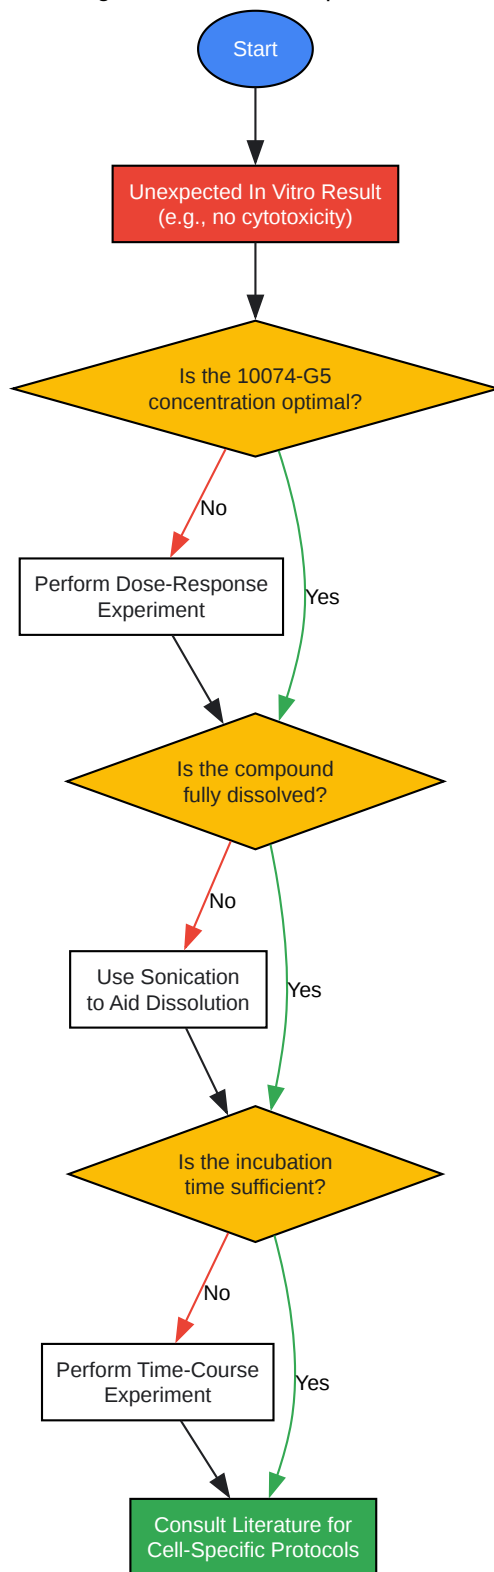 Start
Unexpected In Vitro Result
(e.g., no cytotoxicity)
Is the 10074-G5
concentration optimal?
No
Yes
Perform Dose-Response
Experiment
Is the compound
fully dissolved?
No
Yes
Use Sonication
to Aid Dissolution
Is the incubation
time sufficient?
No
Yes
Perform Time-Course
Experiment
Consult Literature for
Cell-Specific Protocols